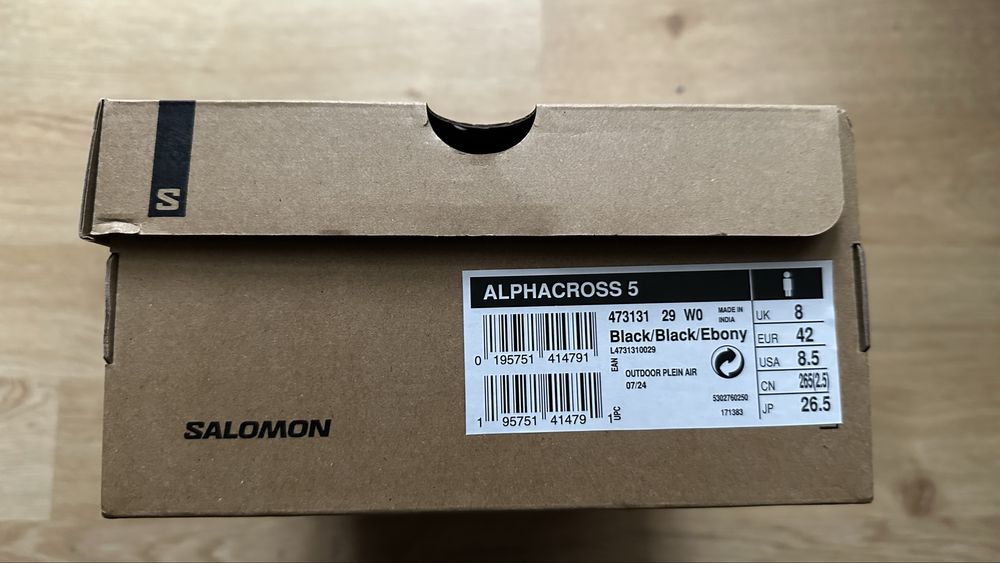 S
ALPHACROSS 5
473131 29 W0 MADE IN INDIA
Black/Black/Ebony
L4731310029
EAN
0 195751 414791
OUTDOOR PLEIN AIR
07/24
5302760250
171383
1 95751 41479 1
UPC
UK 8
EUR 42
USA 8.5
CN 265(2.5)
JP 26.5
SALOMON